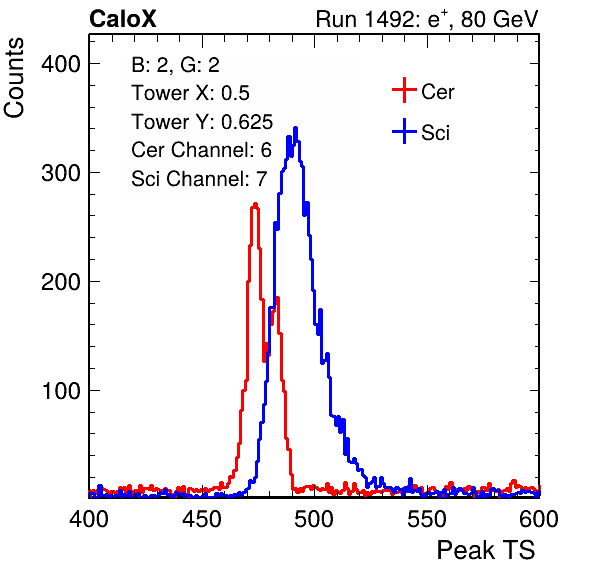 CaloX
Run 1492: e⁺, 80 GeV
Counts
B: 2, G: 2
Tower X: 0.5
Tower Y: 0.625
Cer Channel: 6
Sci Channel: 7
Cer
Sci
400
300
200
100
400 450 500 550 600
Peak TS